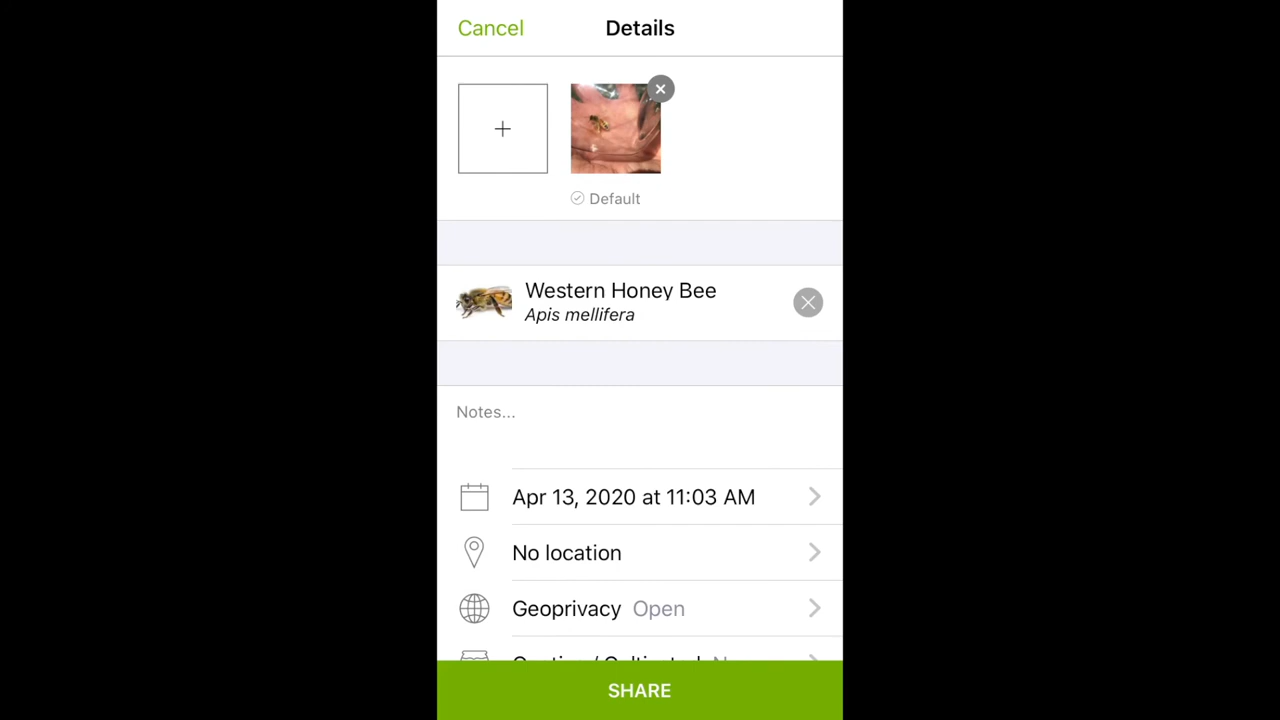 Cancel
Details
Default
Western Honey Bee
Apis mellifera
Notes...
Apr 13, 2020 at 11:03 AM
No location
Geoprivacy Open
SHARE